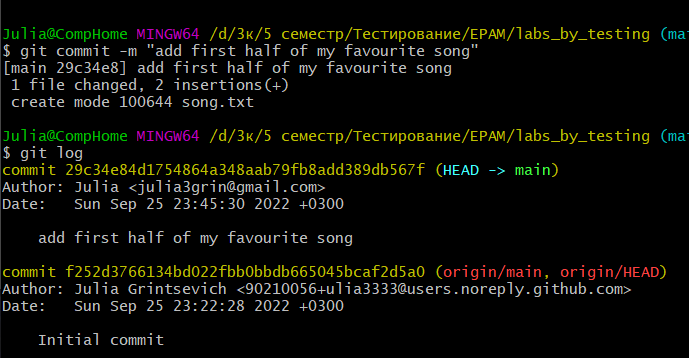 Julia@CompHome MINGW64 /d/3к/5 семестр/Тестирование/EPAM/labs_by_testing (ma
$ git commit -m "add first half of my favourite song"
[main 29c34e8] add first half of my favourite song
 1 file changed, 2 insertions(+)
 create mode 100644 song.txt
Julia@CompHome MINGW64 /d/3к/5 семестр/Тестирование/EPAM/labs_by_testing (ma
$ git log
commit 29c34e84d1754864a348aab79fb8add389db567f (HEAD -> main)
Author: Julia <julia3grin@gmail.com>
Date:   Sun Sep 25 23:45:30 2022 +0300
    add first half of my favourite song
commit f252d3766134bd022fbb0bbdb665045bcaf2d5a0 (origin/main, origin/HEAD)
Author: Julia Grintsevich <90210056+ulia3333@users.noreply.github.com>
Date:   Sun Sep 25 23:22:28 2022 +0300
    Initial commit